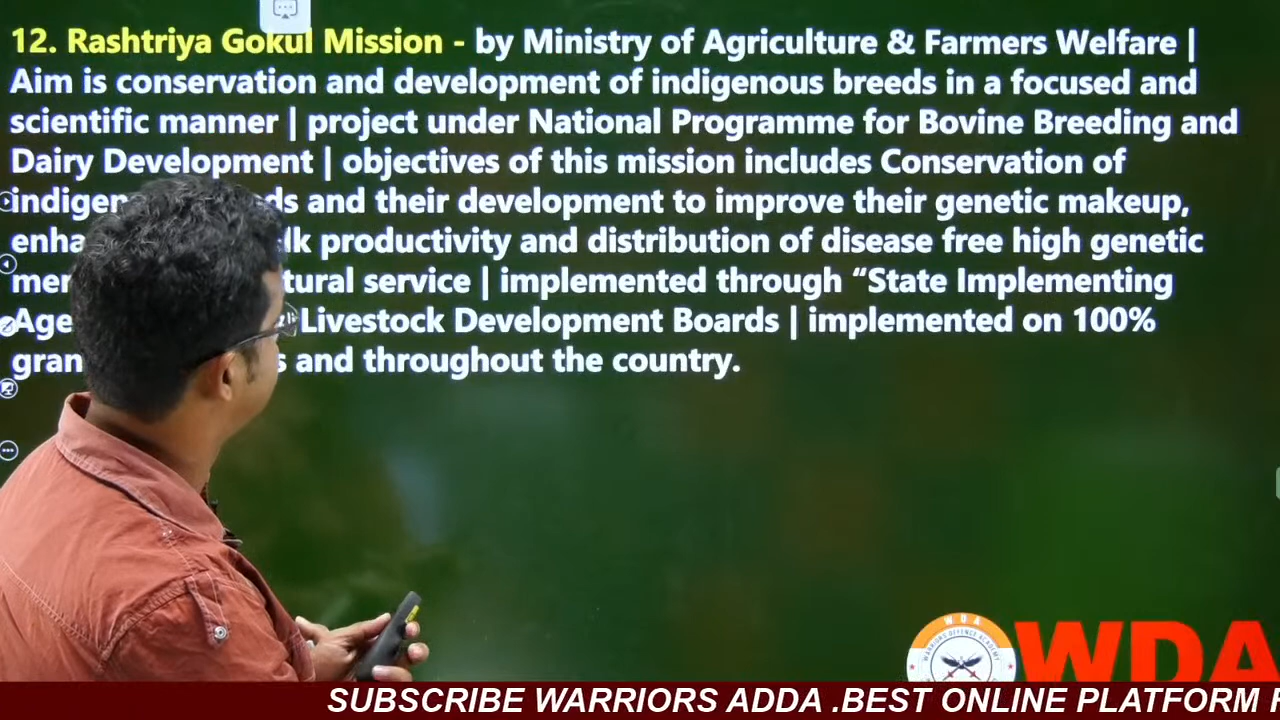 12. Rashtriya Gokul Mission - by Ministry of Agriculture & Farmers Welfare |
Aim is conservation and development of indigenous breeds in a focused and
scientific manner | project under National Programme for Bovine Breeding and
Dairy Development | objectives of this mission includes Conservation of
and their development to improve their genetic makeup,
productivity and distribution of disease free high genetic
service | implemented through “State Implementing
Livestock Development Boards | implemented on 100%
and throughout the country.
WDA
WARRIORS DEFENCE ACADEMY
WDA
SUBSCRIBE WARRIORS ADDA .BEST ONLINE PLATFORM